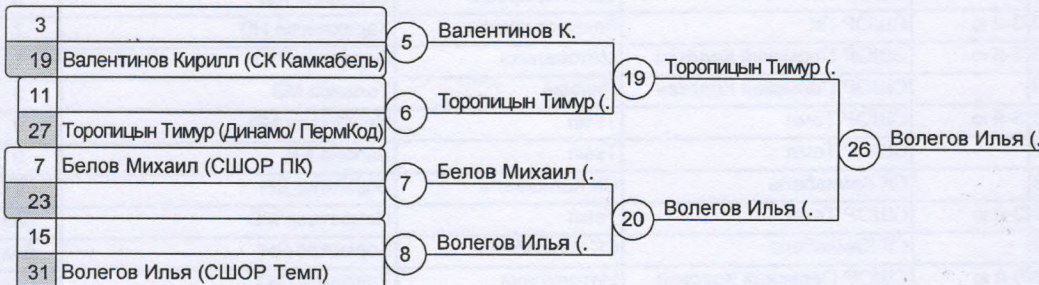 3
19 Валентинов Кирилл (СК Камкабель)
5 Валентинов К.
11
27 Торопицын Тимур (Динамо/ ПермКод)
6 Торопицын Тимур (.
19 Торопицын Тимур (.
7 Белов Михаил (СШОР ПК)
23
7 Белов Михаил (.
15
31 Волегов Илья (СШОР Темп)
8 Волегов Илья (.
20 Волегов Илья (.
26 Волегов Илья (.